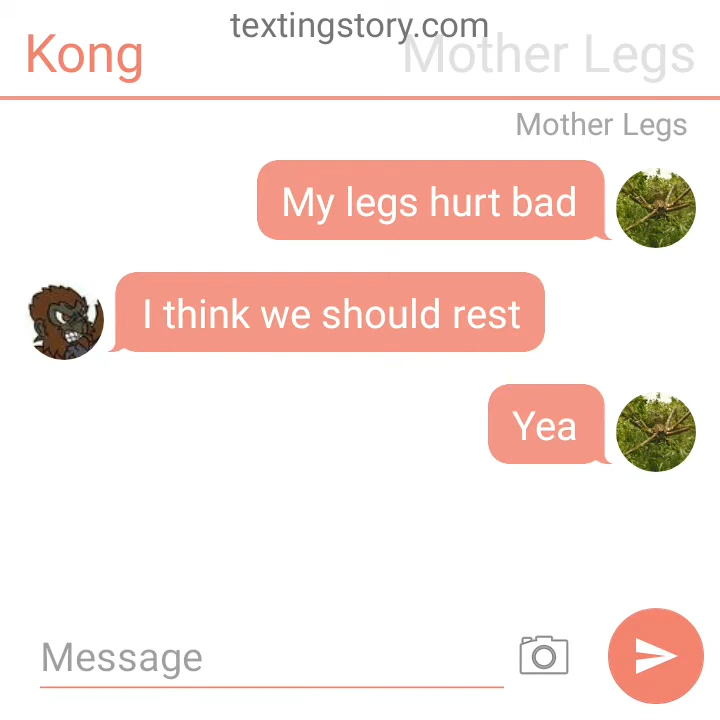 textingstory.com
Kong
Mother Legs
Mother Legs
My legs hurt bad
I think we should rest
Yea
Message